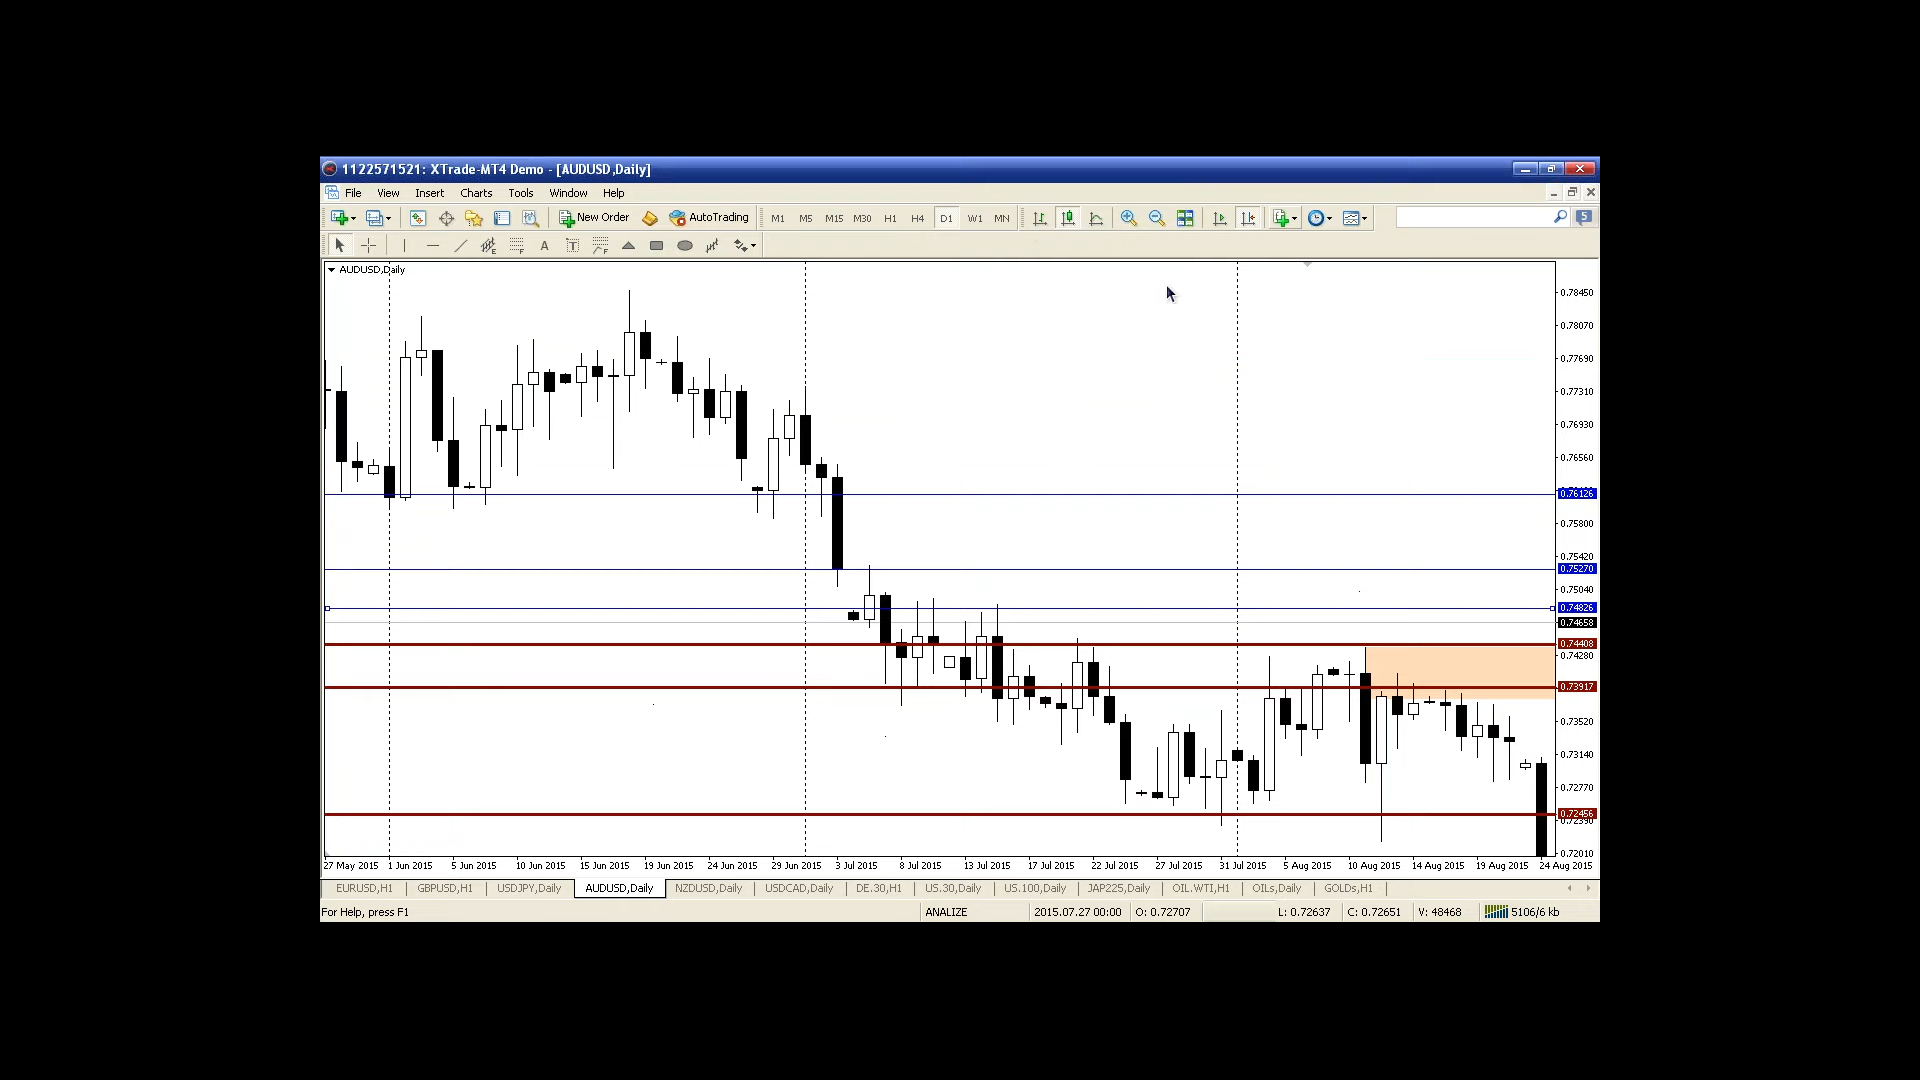 1122571521: XTrade-MT4 Demo - [AUDUSD,Daily]
File View Insert Charts Tools Window Help
New Order AutoTrading M1 M5 M15 M30 H1 H4 D1 W1 MN 5
A T
AUDUSD,Daily
0.78450
0.78070
0.77690
0.77310
0.76930
0.76560
0.76126
0.75800
0.75420
0.75270
0.75040
0.74826
0.74658
0.74408
0.74280
0.73917
0.73520
0.73140
0.72770
0.72456
0.72390
0.72010
27 May 2015 1 Jun 2015 5 Jun 2015 10 Jun 2015 15 Jun 2015 19 Jun 2015 24 Jun 2015 29 Jun 2015 3 Jul 2015 8 Jul 2015 13 Jul 2015 17 Jul 2015 22 Jul 2015 27 Jul 2015 31 Jul 2015 5 Aug 2015 10 Aug 2015 14 Aug 2015 19 Aug 2015 24 Aug 2015
EURUSD,H1 GBPUSD,H1 USDJPY,Daily AUDUSD,Daily NZDUSD,Daily USDCAD,Daily DE.30,H1 US.30,Daily US.100,Daily JAP225,Daily OIL.WTI,H1 OILs,Daily GOLDs,H1
For Help, press F1 ANALIZE 2015.07.27 00:00 O: 0.72707 L: 0.72637 C: 0.72651 V: 48468 5106/6 kb